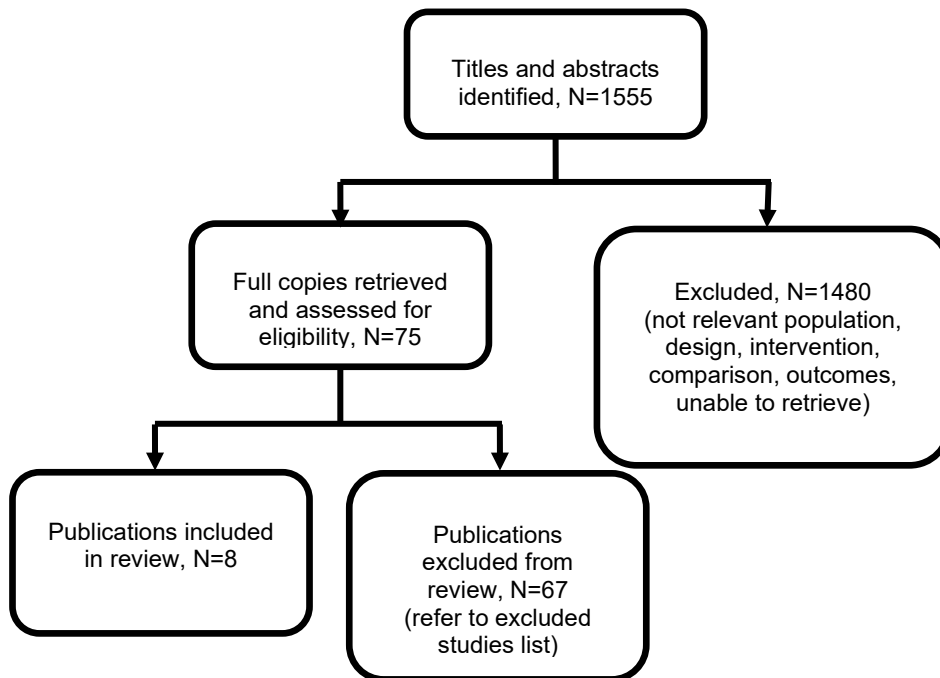 Titles and abstracts
identified, N=1555
Full copies retrieved
and assessed for
eligibility, N=75
Excluded, N=1480
(not relevant population,
design, intervention,
comparison, outcomes,
unable to retrieve)
Publications included
in review, N=8
Publications
excluded from
review, N=67
(refer to excluded
studies list)